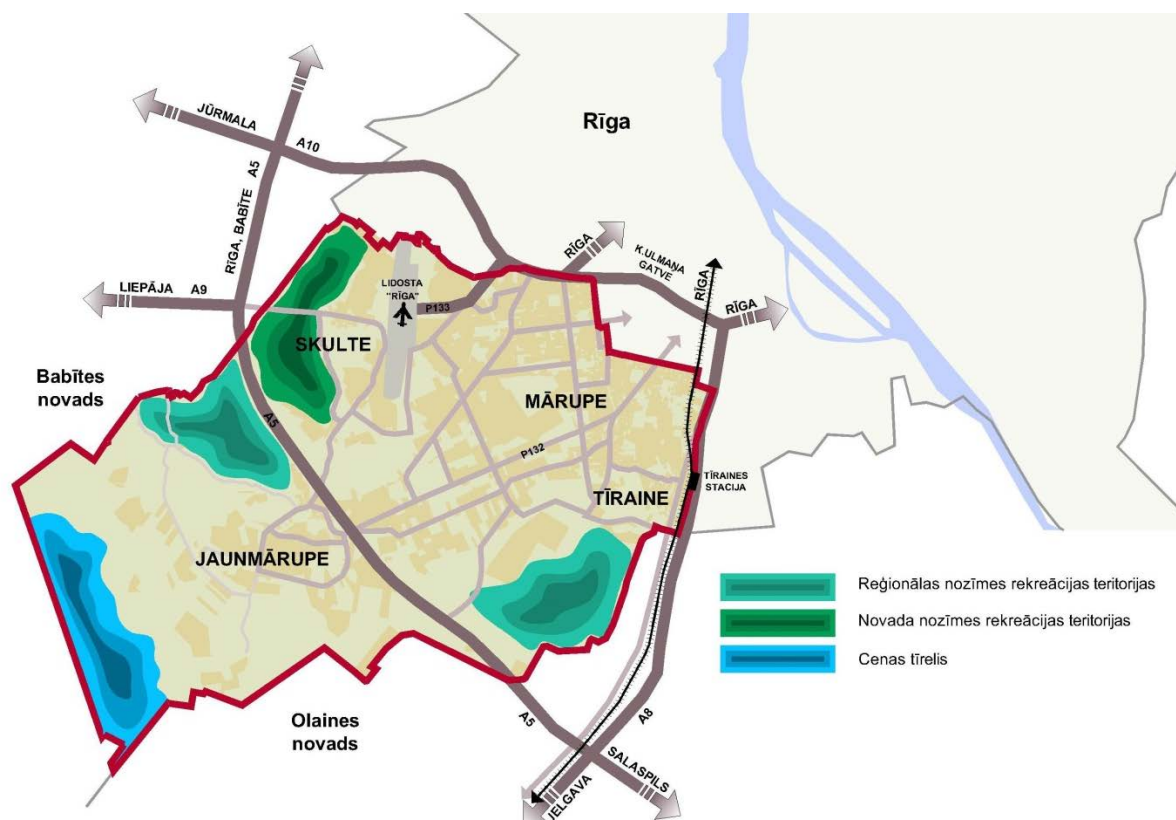 Rīga
JŪRMALA
A10
A5
RĪGA, BABĪTE
LIEPĀJA A9
RĪGA
K.ULMAŅA
GATVE
RĪGA
RĪGA
LIDOSTA
"RĪGA"
P133
SKULTE
Babītes
novads
A5
MĀRUPE
P132
TĪRAINE
TĪRAINES
STACIJA
JAUNMĀRUPE
Olaines
novads
A5
A8
SALASPILS
JELGAVA
Reģionālas nozīmes rekreācijas teritorijas
Novada nozīmes rekreācijas teritorijas
Cenas tīrelis